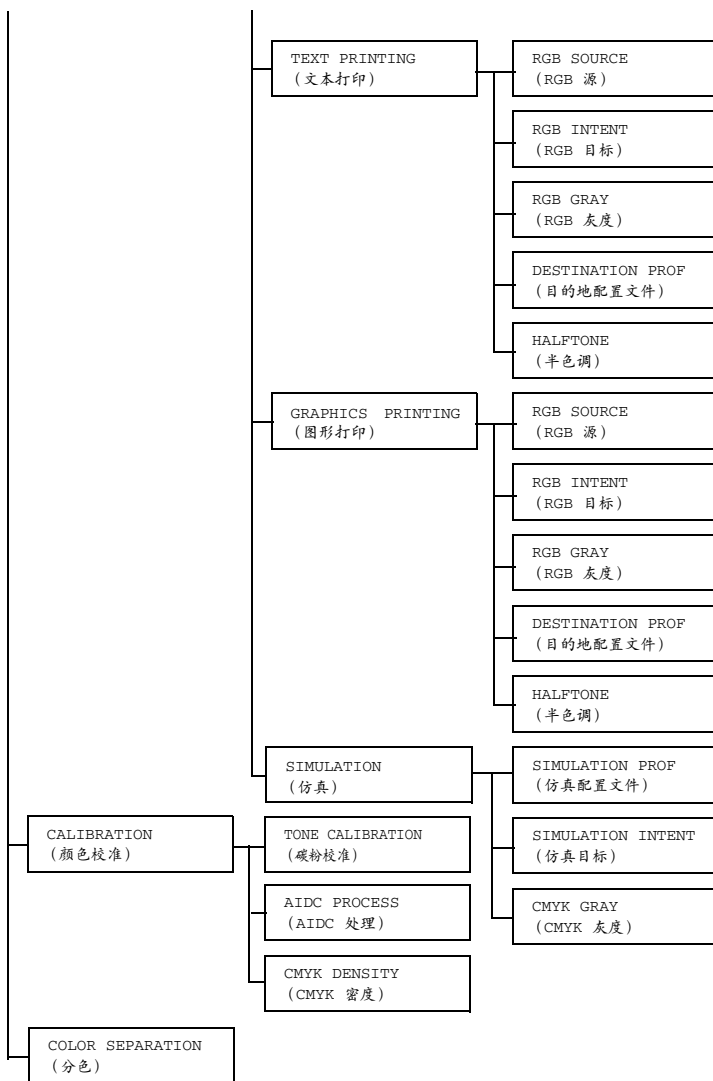 TEXT PRINTING
(文本打印)
RGB SOURCE
(RGB 源)
RGB INTENT
(RGB 目标)
RGB GRAY
(RGB 灰度)
DESTINATION PROF
(目的地配置文件)
HALFTONE
(半色调)
GRAPHICS PRINTING
(图形打印)
RGB SOURCE
(RGB 源)
RGB INTENT
(RGB 目标)
RGB GRAY
(RGB 灰度)
DESTINATION PROF
(目的地配置文件)
HALFTONE
(半色调)
SIMULATION
(仿真)
SIMULATION PROF
(仿真配置文件)
SIMULATION INTENT
(仿真目标)
CMYK GRAY
(CMYK 灰度)
CALIBRATION
(颜色校准)
TONE CALIBRATION
(碳粉校准)
AIDC PROCESS
(AIDC 处理)
CMYK DENSITY
(CMYK 密度)
COLOR SEPARATION
(分色)